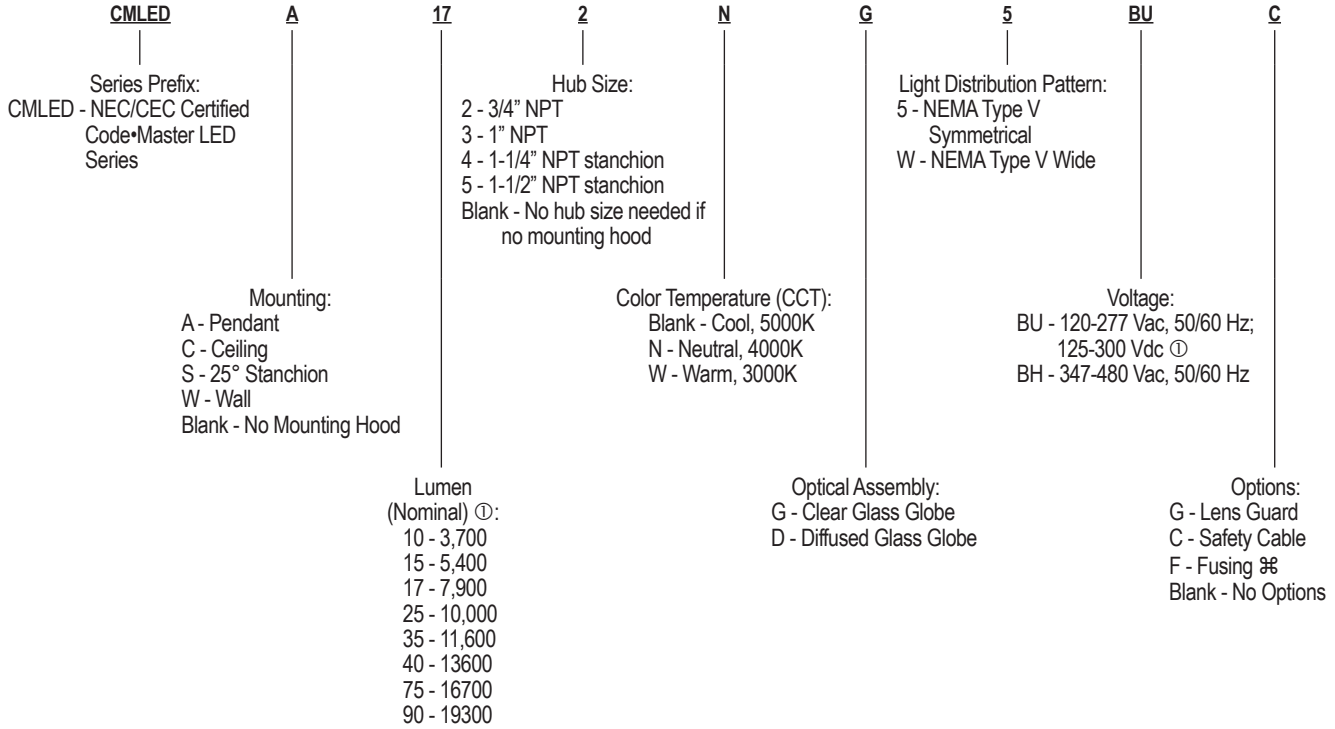 CMLED A 17 2 N G 5 BU C
Series Prefix:
CMLED - NEC/CEC Certified
Code•Master LED
Series
Hub Size:
2 - 3/4” NPT
3 - 1” NPT
4 - 1-1/4” NPT stanchion
5 - 1-1/2” NPT stanchion
Blank - No hub size needed if
no mounting hood
Light Distribution Pattern:
5 - NEMA Type V
Symmetrical
W - NEMA Type V Wide
Mounting:
A - Pendant
C - Ceiling
S - 25° Stanchion
W - Wall
Blank - No Mounting Hood
Color Temperature (CCT):
Blank - Cool, 5000K
N - Neutral, 4000K
W - Warm, 3000K
Voltage:
BU - 120-277 Vac, 50/60 Hz;
125-300 Vdc ①
BH - 347-480 Vac, 50/60 Hz
Lumen
(Nominal) ①:
10 - 3,700
15 - 5,400
17 - 7,900
25 - 10,000
35 - 11,600
40 - 13600
75 - 16700
90 - 19300
Optical Assembly:
G - Clear Glass Globe
D - Diffused Glass Globe
Options:
G - Lens Guard
C - Safety Cable
F - Fusing ⌘
Blank - No Options